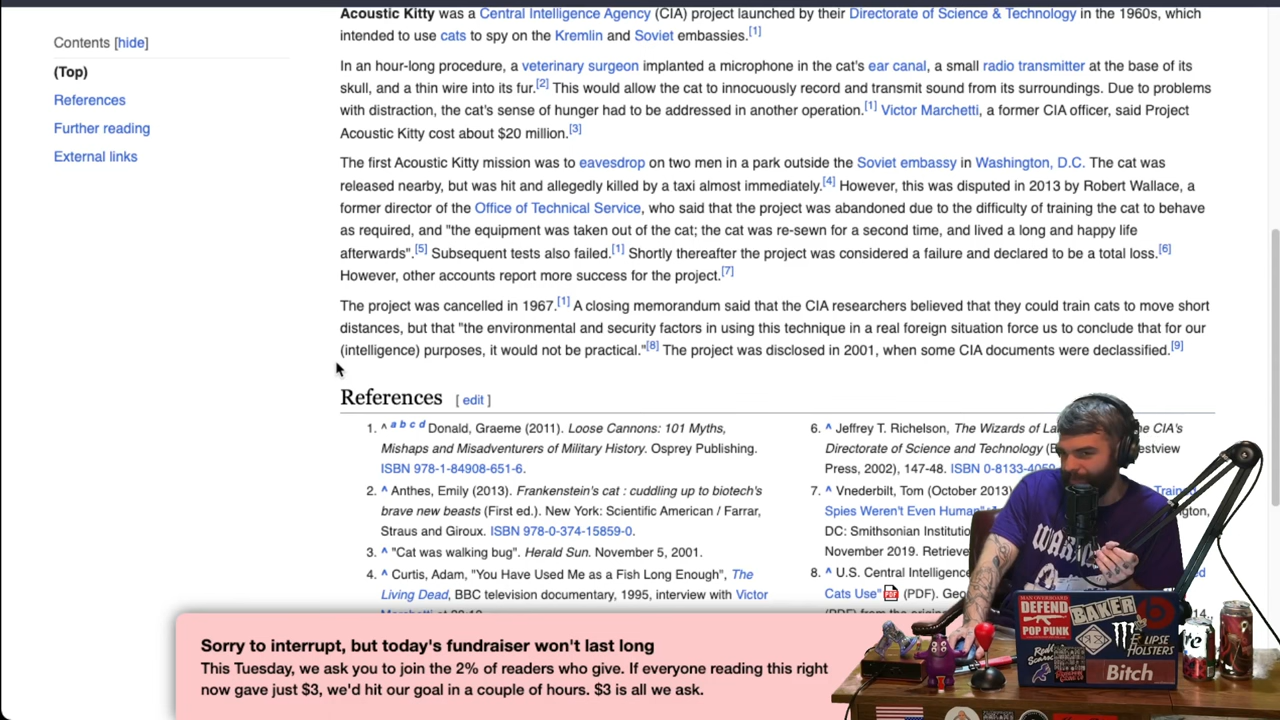 Acoustic Kitty was a Central Intelligence Agency (CIA) project launched by their Directorate of Science & Technology in the 1960s, which
intended to use cats to spy on the Kremlin and Soviet embassies.[1]
Contents [hide]
(Top)
References
Further reading
External links
In an hour-long procedure, a veterinary surgeon implanted a microphone in the cat's ear canal, a small radio transmitter at the base of its
skull, and a thin wire into its fur.[2] This would allow the cat to innocuously record and transmit sound from its surroundings. Due to problems
with distraction, the cat's sense of hunger had to be addressed in another operation.[1] Victor Marchetti, a former CIA officer, said Project
Acoustic Kitty cost about $20 million.[3]
The first Acoustic Kitty mission was to eavesdrop on two men in a park outside the Soviet embassy in Washington, D.C. The cat was
released nearby, but was hit and allegedly killed by a taxi almost immediately.[4] However, this was disputed in 2013 by Robert Wallace, a
former director of the Office of Technical Service, who said that the project was abandoned due to the difficulty of training the cat to behave
as required, and "the equipment was taken out of the cat; the cat was re-sewn for a second time, and lived a long and happy life
afterwards".[5] Subsequent tests also failed.[1] Shortly thereafter the project was considered a failure and declared to be a total loss.[6]
However, other accounts report more success for the project.[7]
The project was cancelled in 1967.[1] A closing memorandum said that the CIA researchers believed that they could train cats to move short
distances, but that "the environmental and security factors in using this technique in a real foreign situation force us to conclude that for our
(intelligence) purposes, it would not be practical."[8] The project was disclosed in 2001, when some CIA documents were declassified.[9]
References [ edit ]
1. ^ a b c d Donald, Graeme (2011). Loose Cannons: 101 Myths,
Mishaps and Misadventurers of Military History. Osprey Publishing.
ISBN 978-1-84908-651-6.
2. ^ Anthes, Emily (2013). Frankenstein's cat : cuddling up to biotech's
brave new beasts (First ed.). New York: Scientific American / Farrar,
Straus and Giroux. ISBN 978-0-374-15859-0.
3. ^ "Cat was walking bug". Herald Sun. November 5, 2001.
4. ^ Curtis, Adam, "You Have Used Me as a Fish Long Enough", The
Living Dead, BBC television documentary, 1995, interview with Victor
6. ^ Jeffrey T. Richelson, The Wizards of La he CIA's
Directorate of Science and Technology (B estview
Press, 2002), 147-48. ISBN 0-8133-4059
7. ^ Vnederbilt, Tom (October 2013) Train
Spies Weren't Even Human" ngton,
DC: Smithsonian Institutio
November 2019. Retrieve
8. ^ U.S. Central Intelligence ed
Cats Use" (PDF). Geo
Sorry to interrupt, but today's fundraiser won't last long
This Tuesday, we ask you to join the 2% of readers who give. If everyone reading this right
now gave just $3, we'd hit our goal in a couple of hours. $3 is all we ask.
DEFEND
POP PUNK
BAKER
HOLSTERS
Bitch